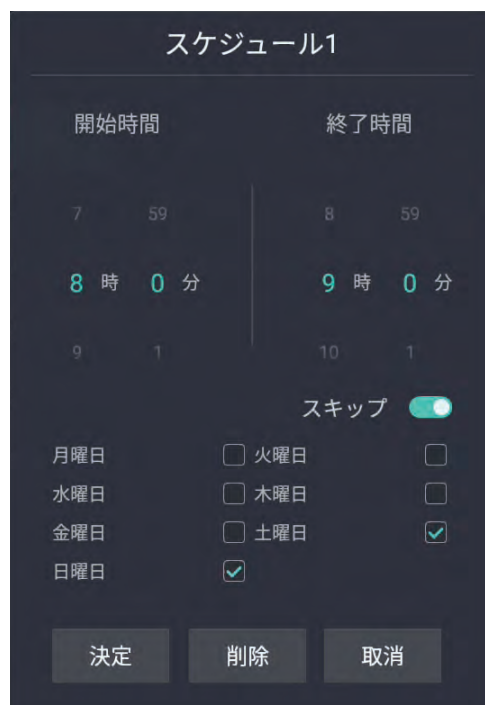 スケジュール1
開始時間 終了時間
7 59 8 59
8 時 0 分 9 時 0 分
9 1 10 1
スキップ
月曜日 火曜日
水曜日 木曜日
金曜日 土曜日
日曜日
決定 削除 取消